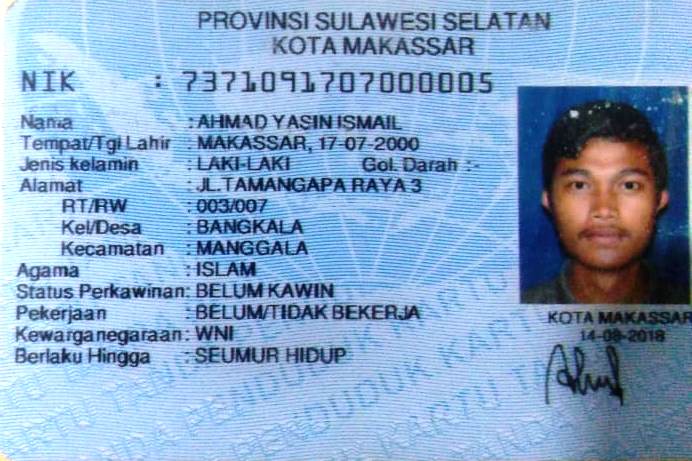 PROVINSI SULAWESI SELATAN
KOTA MAKASSAR
NIK : 7371091707000005
Nama : AHMAD YASIN ISMAIL
Tempat/Tgl Lahir : MAKASSAR, 17-07-2000
Jenis kelamin : LAKI-LAKI Gol. Darah :-
Alamat : JL.TAMANGAPA RAYA 3
RT/RW : 003/007
Kel/Desa : BANGKALA
Kecamatan : MANGGALA
Agama : ISLAM
Status Perkawinan: BELUM KAWIN
Pekerjaan : BELUM/TIDAK BEKERJA
Kewarganegaraan: WNI
Berlaku Hingga : SEUMUR HIDUP
KOTA MAKASSAR
14-08-2018